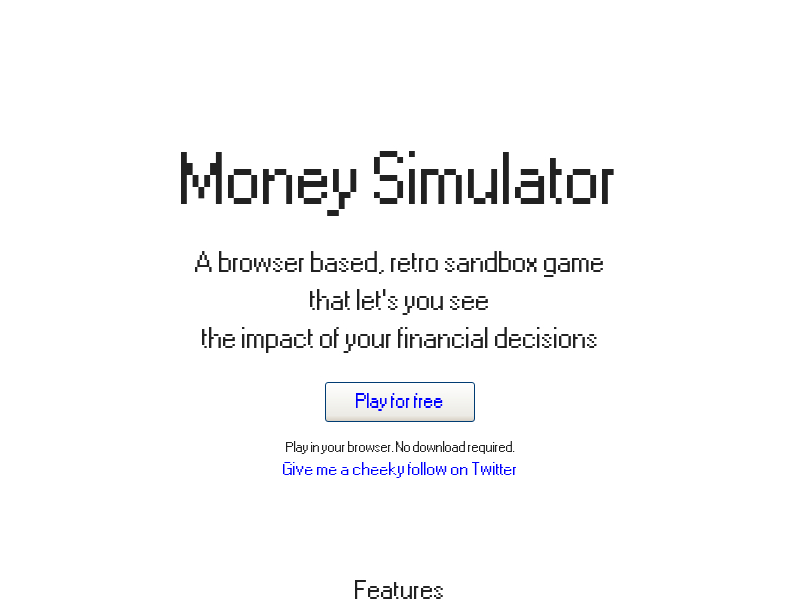 Money Simulator
A browser based, retro sandbox game
that let's you see
the impact of your financial decisions
Play for free
Play in your browser. No download required.
Give me a cheeky follow on Twitter
Features